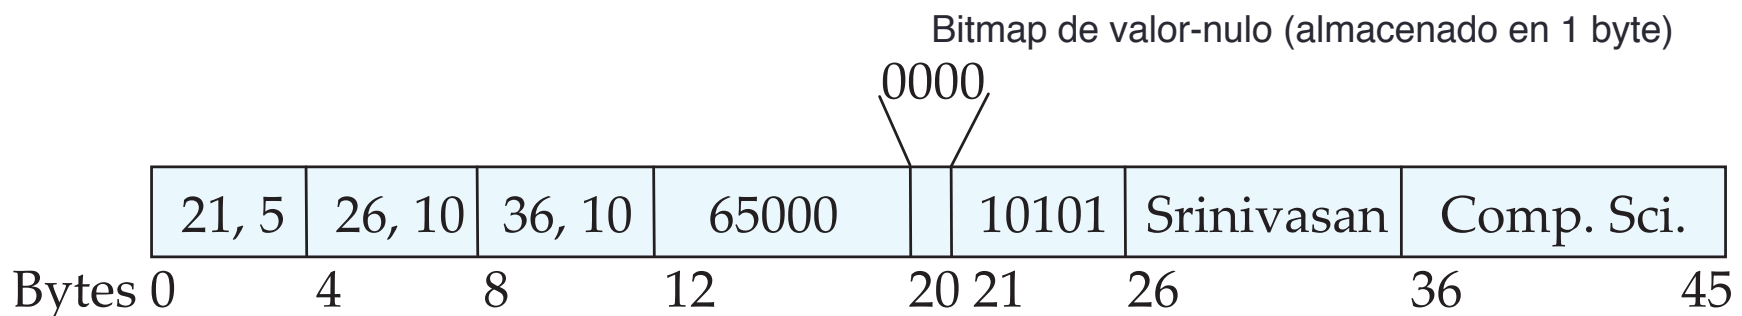 Bitmap de valor-nulo (almacenado en 1 byte)
0000
21, 5 26, 10 36, 10 65000 10101 Srinivasan Comp. Sci.
Bytes 0 4 8 12 20 21 26 36 45